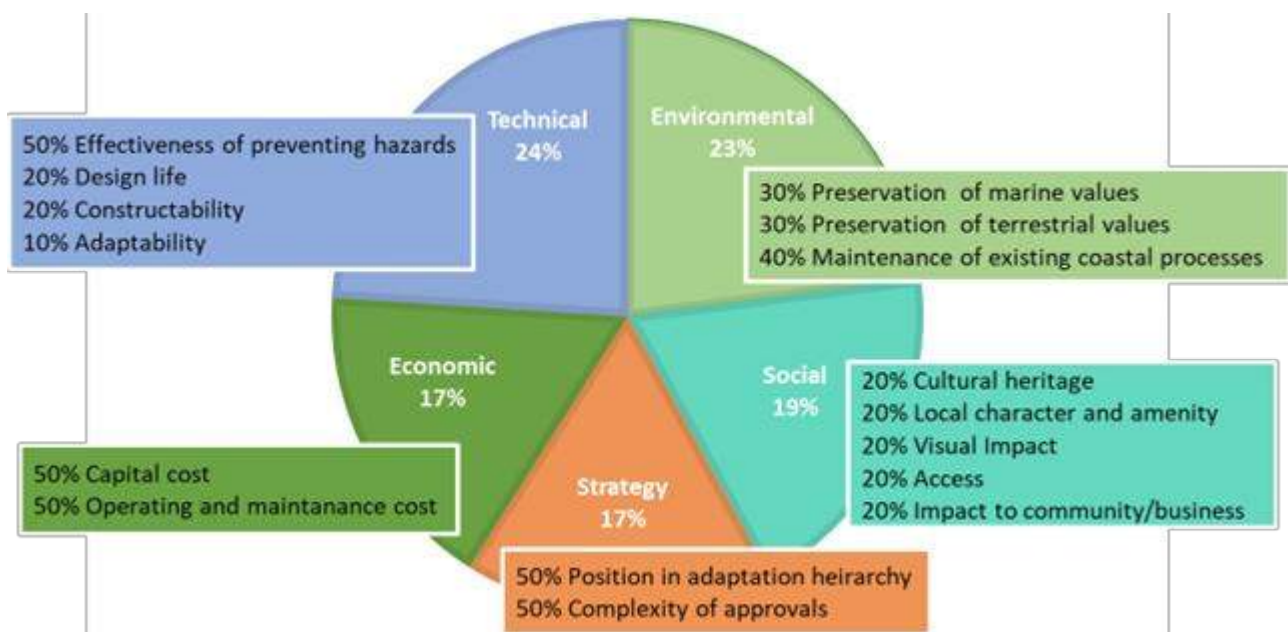 Technical
24%
50% Effectiveness of preventing hazards
20% Design life
20% Constructability
10% Adaptability
Environmental
23%
30% Preservation of marine values
30% Preservation of terrestrial values
40% Maintenance of existing coastal processes
Economic
17%
50% Capital cost
50% Operating and maintanance cost
Social
19%
20% Cultural heritage
20% Local character and amenity
20% Visual Impact
20% Access
20% Impact to community/business
Strategy
17%
50% Position in adaptation heirarchy
50% Complexity of approvals